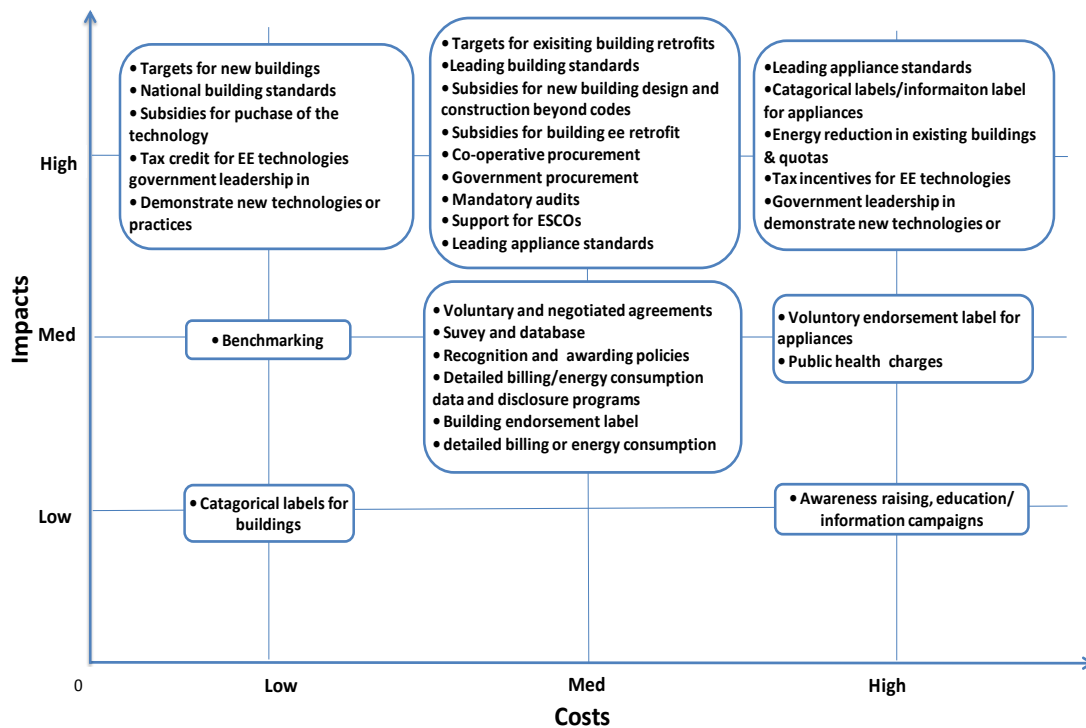 Impacts
High
Med
Low
0
• Targets for new buildings
• National building standards
• Subsidies for puchase of the
technology
• Tax credit for EE technologies
government leadership in
• Demonstrate new technologies or
practices
• Targets for exisiting building retrofits
•Leading building standards
• Subsidies for new building design and
construction beyond codes
• Subsidies for building ee retrofit
• Co-operative procurement
• Government procurement
• Mandatory audits
• Support for ESCOs
• Leading appliance standards
•Leading appliance standards
•Catagorical labels/informaiton label
for appliances
•Energy reduction in existing buildings
& quotas
•Tax incentives for EE technologies
•Government leadership in
demonstrate new technologies or
• Benchmarking
• Voluntary and negotiated agreements
• Suvey and database
• Recognition and awarding policies
• Detailed billing/energy consumption
data and disclosure programs
• Building endorsement label
• detailed billing or energy consumption
• Voluntory endorsement label for
appliances
• Public health charges
• Catagorical labels for
buildings
• Awareness raising, education/
information campaigns
Low
Med
High
Costs